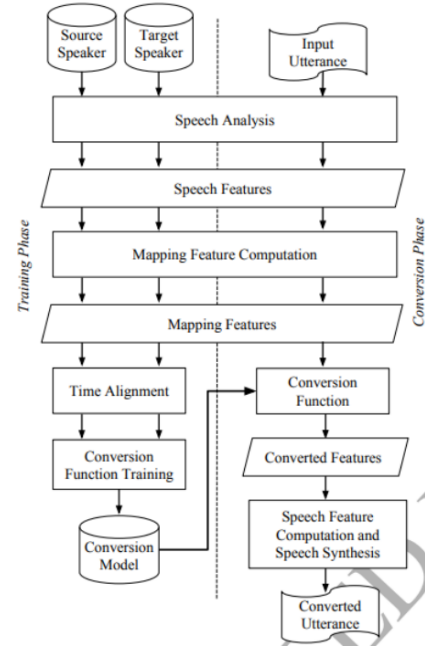 Source
Speaker
Target
Speaker
Input
Utterance
Speech Analysis
Speech Features
Training Phase
Mapping Feature Computation
Conversion Phase
Mapping Features
Time Alignment
Conversion
Function
Conversion
Function Training
Converted Features
Conversion
Model
Speech Feature
Computation and
Speech Synthesis
Converted
Utterance